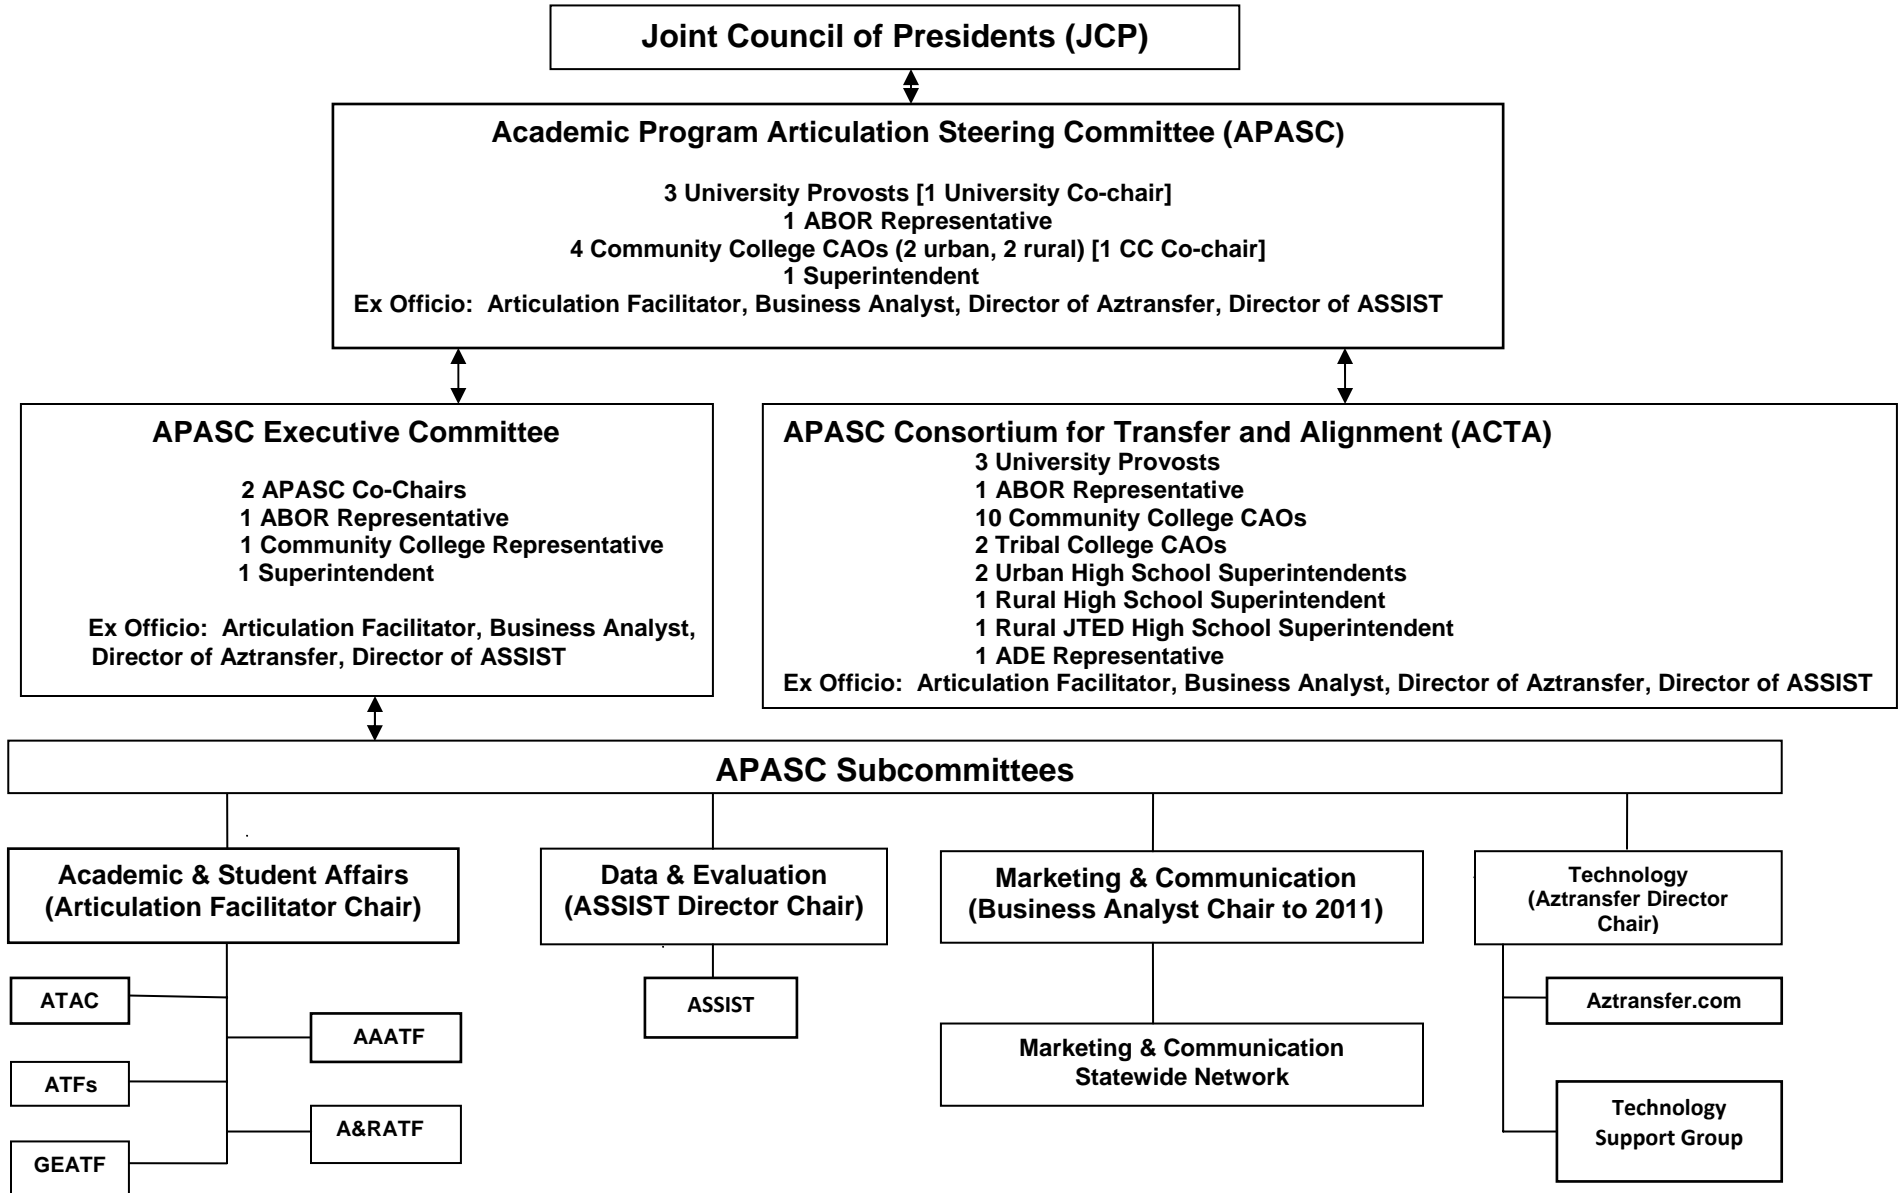 Joint Council of Presidents (JCP)
Academic Program Articulation Steering Committee (APASC)
3 University Provosts [1 University Co-chair]
1 ABOR Representative
4 Community College CAOs (2 urban, 2 rural) [1 CC Co-chair]
1 Superintendent
Ex Officio: Articulation Facilitator, Business Analyst, Director of Aztransfer, Director of ASSIST
APASC Executive Committee
2 APASC Co-Chairs
1 ABOR Representative
1 Community College Representative
1 Superintendent
Ex Officio: Articulation Facilitator, Business Analyst,
Director of Aztransfer, Director of ASSIST
APASC Consortium for Transfer and Alignment (ACTA)
3 University Provosts
1 ABOR Representative
10 Community College CAOs
2 Tribal College CAOs
2 Urban High School Superintendents
1 Rural High School Superintendent
1 Rural JTED High School Superintendent
1 ADE Representative
Ex Officio: Articulation Facilitator, Business Analyst, Director of Aztransfer, Director of ASSIST
APASC Subcommittees
Academic & Student Affairs
(Articulation Facilitator Chair)
ATAC
AAATF
ATFs
A&RATF
GEATF
Data & Evaluation
(ASSIST Director Chair)
ASSIST
Marketing & Communication
(Business Analyst Chair to 2011)
Marketing & Communication
Statewide Network
Technology
(Aztransfer Director
Chair)
Aztransfer.com
Technology
Support Group